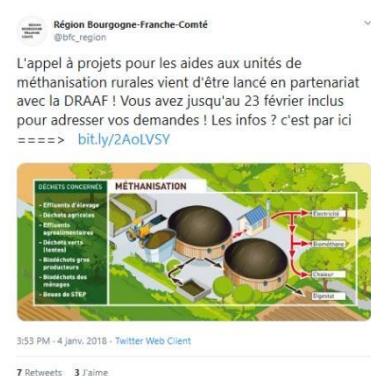 Région Bourgogne-Franche-Comté
@bfc_region
L'appel à projets pour les aides aux unités de
méthanisation rurales vient d'être lancé en partenariat
avec la DRAAF ! Vous avez jusqu'au 23 février inclus
pour adresser vos demandes ! Les infos ? c'est par ici
====> bit.ly/2AoLVSY
DÉCHETS CONCERNÉS
MÉTHANISATION
- Effluents d'élevage
- Déchets agricoles
- Effluents
agroalimentaires
- Déchets verts
(tontes)
- Biodéchets gros
producteurs
- Biodéchets des
ménages
- Boues de STEP
Électricité
Biométhane
Chaleur
Digestat
3:53 PM - 4 janv. 2018 - Twitter Web Client
7 Retweets 3 J'aime